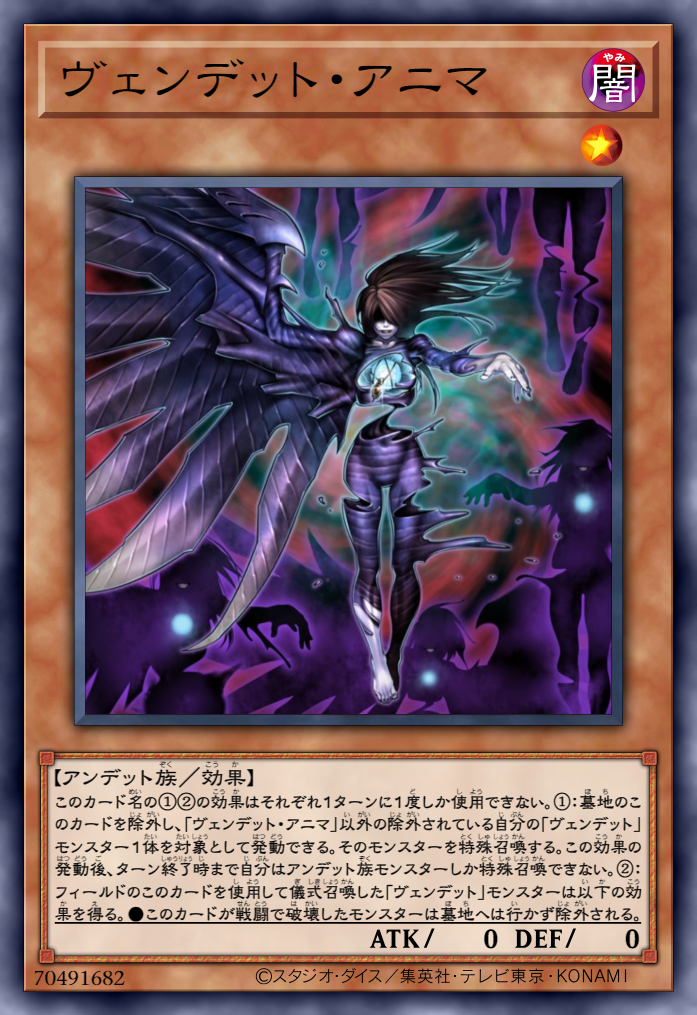 ヴェンデット・アニマ
やみ
闇
【アンデット族／効果】
このカード名の①②の効果はそれぞれ1ターンに1度しか使用できない。①：墓地のこ
のカードを除外し、「ヴェンデット・アニマ」以外の除外されている自分の「ヴェンデット」
モンスター1体を対象として発動できる。そのモンスターを特殊召喚する。この効果の
発動後、ターン終了時まで自分はアンデット族モンスターしか特殊召喚できない。②：
フィールドのこのカードを使用して儀式召喚した「ヴェンデット」モンスターは以下の効
果を得る。●このカードが戦闘で破壊したモンスターは墓地へは行かず除外される。
ATK/ 0 DEF/ 0
70491682 ©スタジオ・ダイス／集英社・テレビ東京・KONAMI